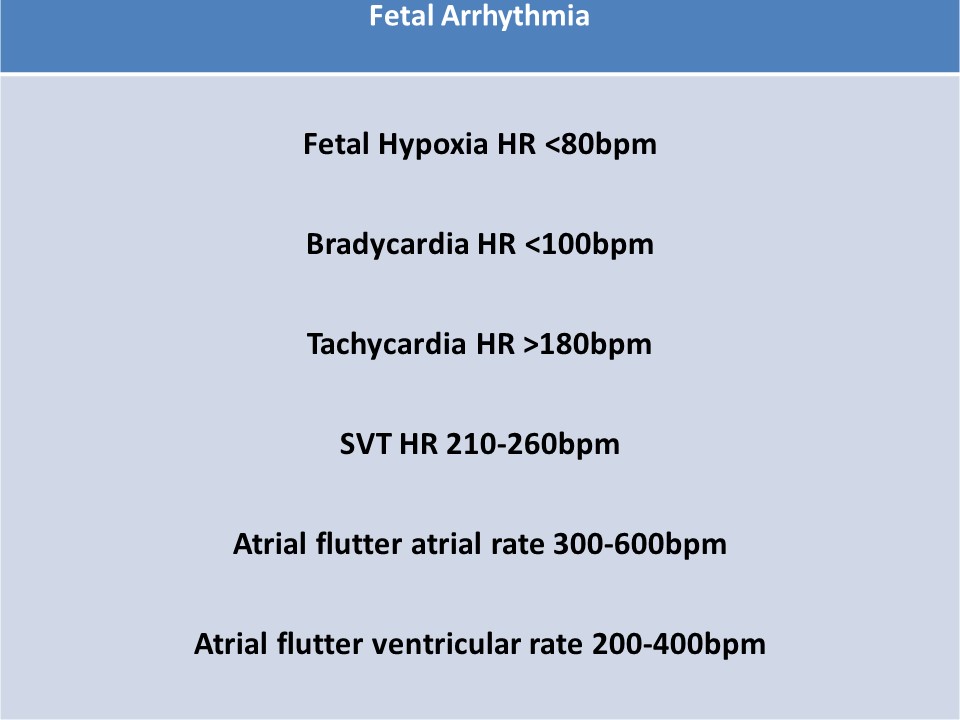 Fetal Arrhythmia
Fetal Hypoxia HR <80bpm
Bradycardia HR <100bpm
Tachycardia HR >180bpm
SVT HR 210-260bpm
Atrial flutter atrial rate 300-600bpm
Atrial flutter ventricular rate 200-400bpm